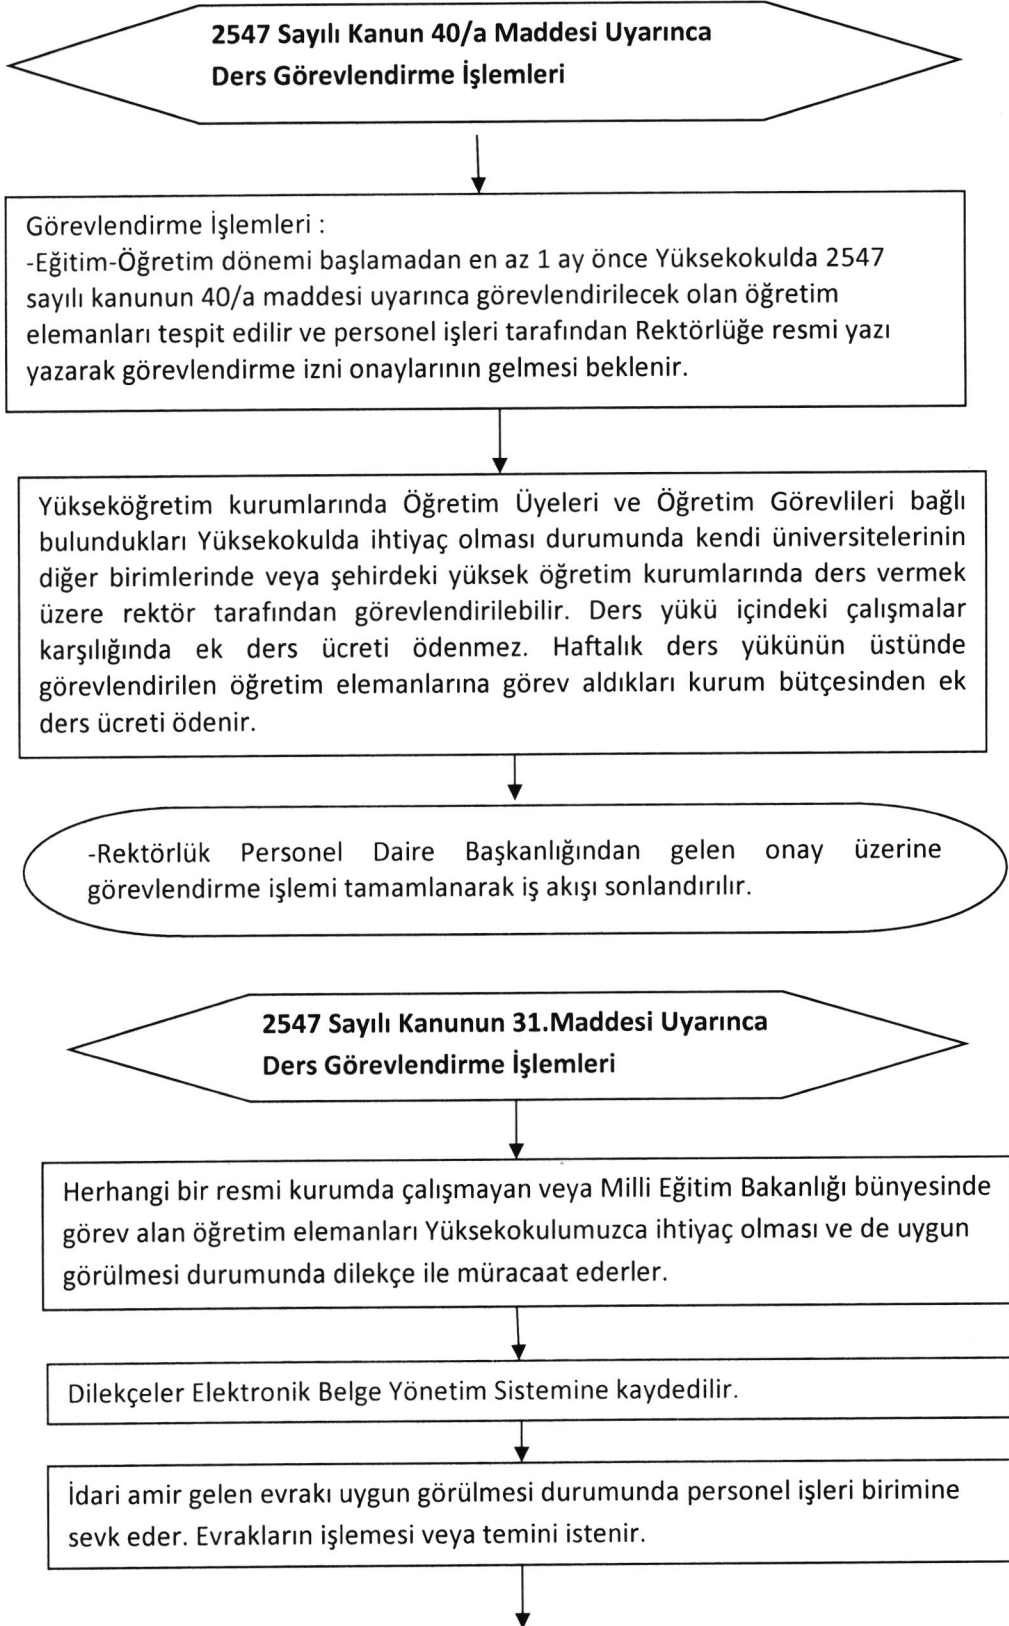 2547 Sayılı Kanun 40/a Maddesi Uyarınca
Ders Görevlendirme İşlemleri
Görevlendirme İşlemleri :
-Eğitim-Öğretim dönemi başlamadan en az 1 ay önce Yüksekokulda 2547
sayılı kanunun 40/a maddesi uyarınca görevlendirilecek olan öğretim
elemanları tespit edilir ve personel işleri tarafından Rektörlüğe resmi yazı
yazarak görevlendirme izni onaylarının gelmesi beklenir.
Yükseköğretim kurumlarında Öğretim Üyeleri ve Öğretim Görevlileri bağlı
bulundukları Yüksekokulda ihtiyaç olması durumunda kendi üniversitelerinin
diğer birimlerinde veya şehirdeki yüksek öğretim kurumlarında ders vermek
üzere rektör tarafından görevlendirilebilir. Ders yükü içindeki çalışmalar
karşılığında ek ders ücreti ödenmez. Haftalık ders yükünün üstünde
görevlendirilen öğretim elemanlarına görev aldıkları kurum bütçesinden ek
ders ücreti ödenir.
-Rektörlük Personel Daire Başkanlığından gelen onay üzerine
görevlendirme işlemi tamamlanarak iş akışı sonlandırılır.
2547 Sayılı Kanunun 31.Maddesi Uyarınca
Ders Görevlendirme İşlemleri
Herhangi bir resmi kurumda çalışmayan veya Milli Eğitim Bakanlığı bünyesinde
görev alan öğretim elemanları Yüksekokulumuzca ihtiyaç olması ve de uygun
görülmesi durumunda dilekçe ile müracaat ederler.
Dilekçeler Elektronik Belge Yönetim Sistemine kaydedilir.
İdari amir gelen evrakı uygun görülmesi durumunda personel işleri birimine
sevk eder. Evrakların işlemesi veya temini istenir.